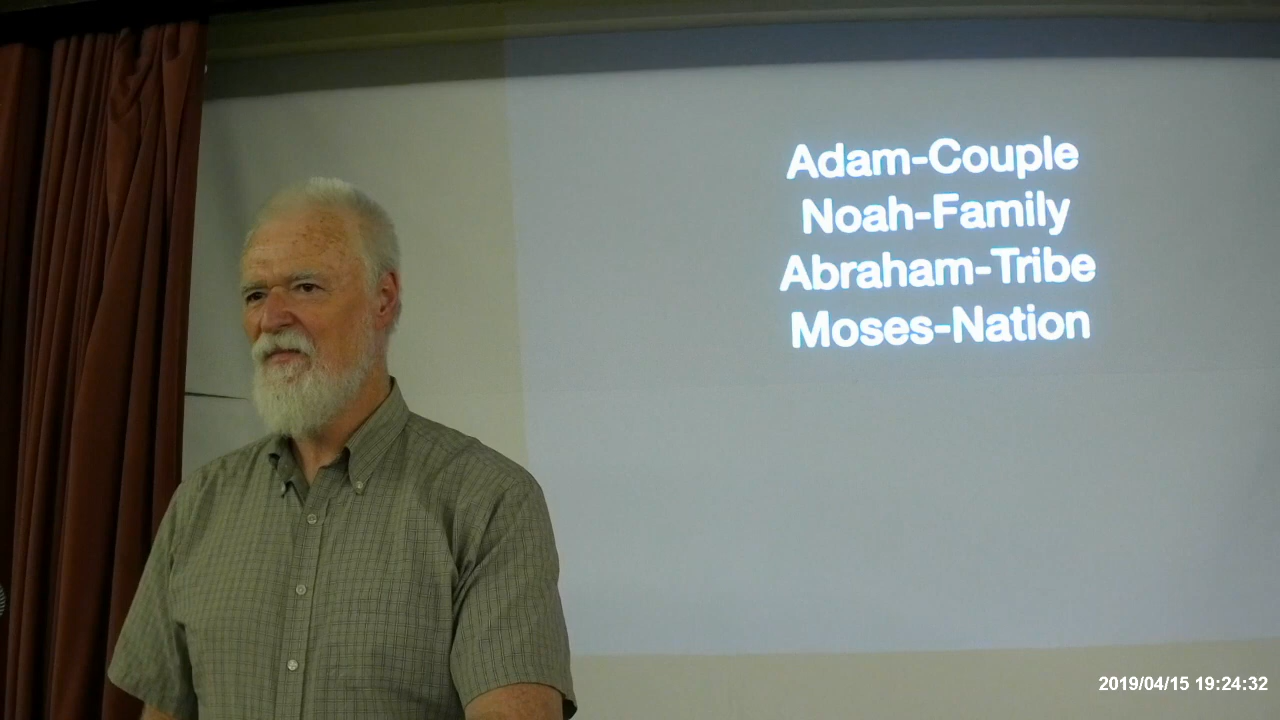 Adam-Couple
Noah-Family
Abraham-Tribe
Moses-Nation
2019/04/15 19:24:32